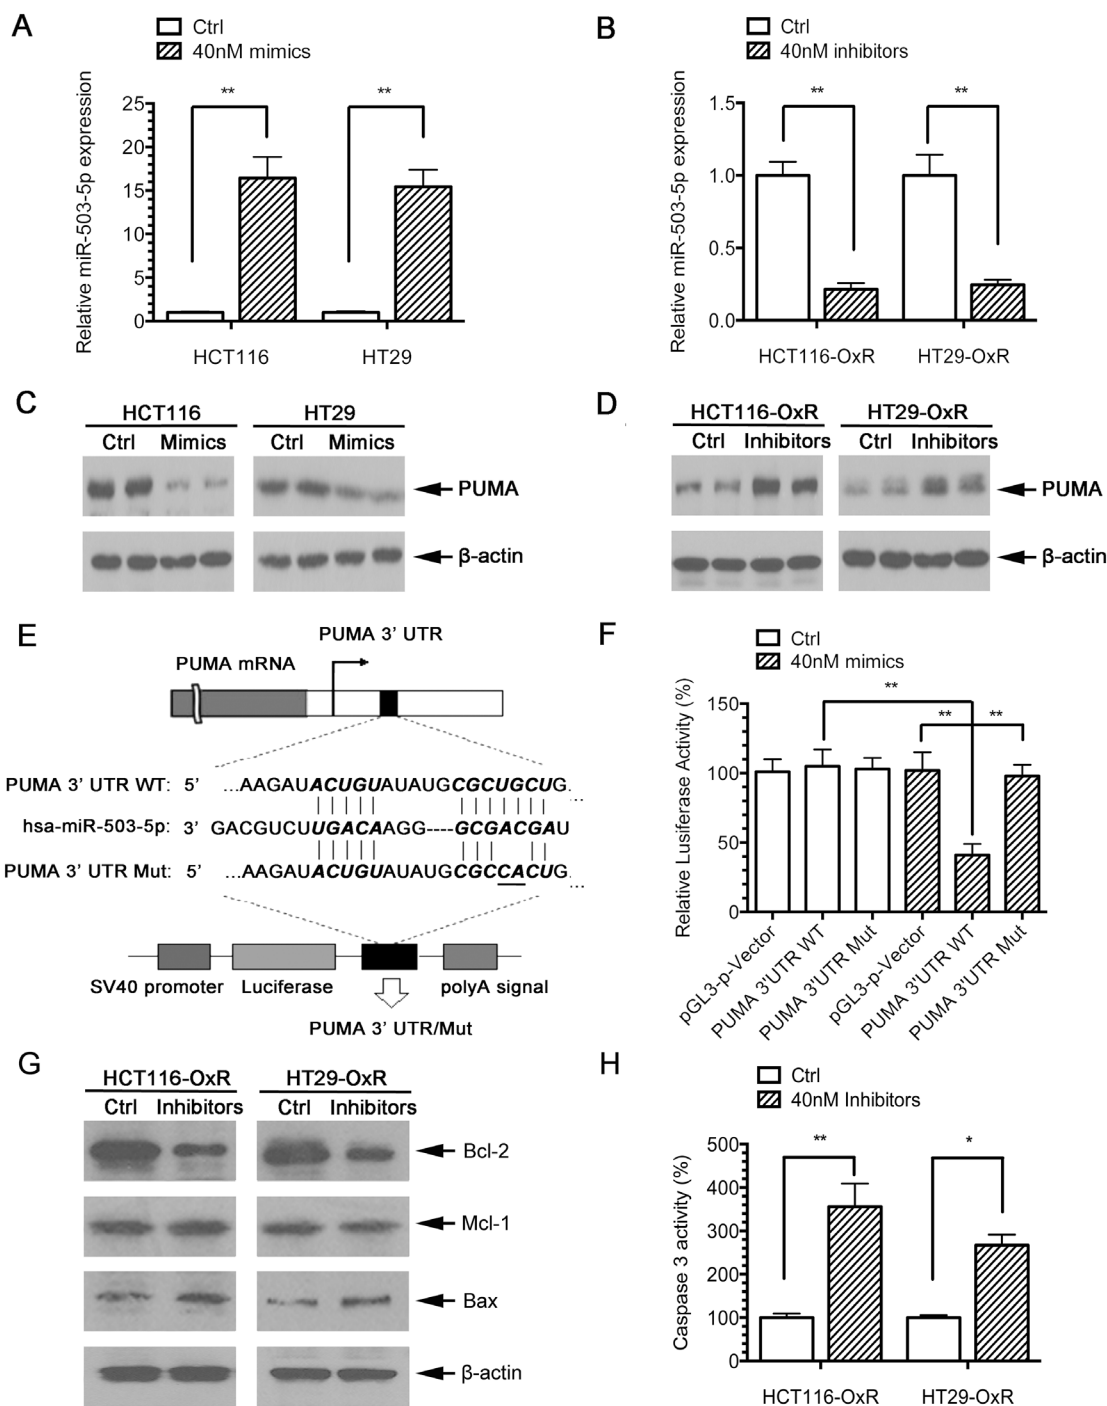 A
Ctrl
40nM mimics
Relative miR-503-5p expression
25
20
15
10
5
0
**
**
HCT116
HT29
B
Ctrl
40nM inhibitors
Relative miR-503-5p expression
1.5
1.0
0.5
0.0
**
**
HCT116-OxR
HT29-OxR
C
HCT116
HT29
Ctrl Mimics
Ctrl Mimics
PUMA
β-actin
D
HCT116-OxR
HT29-OxR
Ctrl Inhibitors
Ctrl Inhibitors
PUMA
β-actin
E
PUMA 3’ UTR
PUMA mRNA
PUMA 3’ UTR WT: 5’ ...AAGAUACUGUAUAUGCGCUGCUG...
hsa-miR-503-5p: 3’ GACGUCUUUGACAAGG----GCGACGAU
PUMA 3’ UTR Mut: 5’ ...AAGAUACUGUAUAUGCGCCACUG...
SV40 promoter
Luciferase
polyA signal
PUMA 3’ UTR/Mut
F
Ctrl
40nM mimics
Relative Lusiferase Activity (%)
150
100
50
0
**
**
**
pGL3-p-Vector
PUMA 3'UTR WT
PUMA 3'UTR Mut
pGL3-p-Vector
PUMA 3'UTR WT
PUMA 3'UTR Mut
G
HCT116-OxR
HT29-OxR
Ctrl Inhibitors
Ctrl Inhibitors
Bcl-2
Mcl-1
Bax
β-actin
H
Ctrl
40nM Inhibitors
Caspase 3 activity (%)
500
400
300
200
100
0
**
*
HCT116-OxR
HT29-OxR